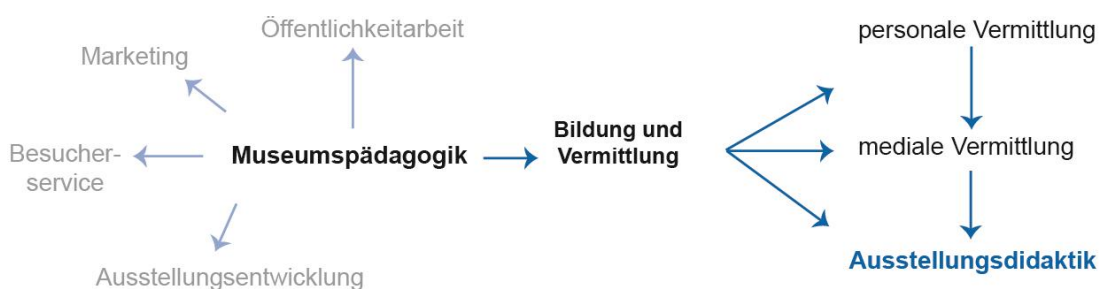 Öffentlichkeitarbeit
personale Vermittlung
Marketing
Bildung und
Vermittlung
Besucher-
service
Museumspädagogik
mediale Vermittlung
Ausstellungsdidaktik
Ausstellungsentwicklung